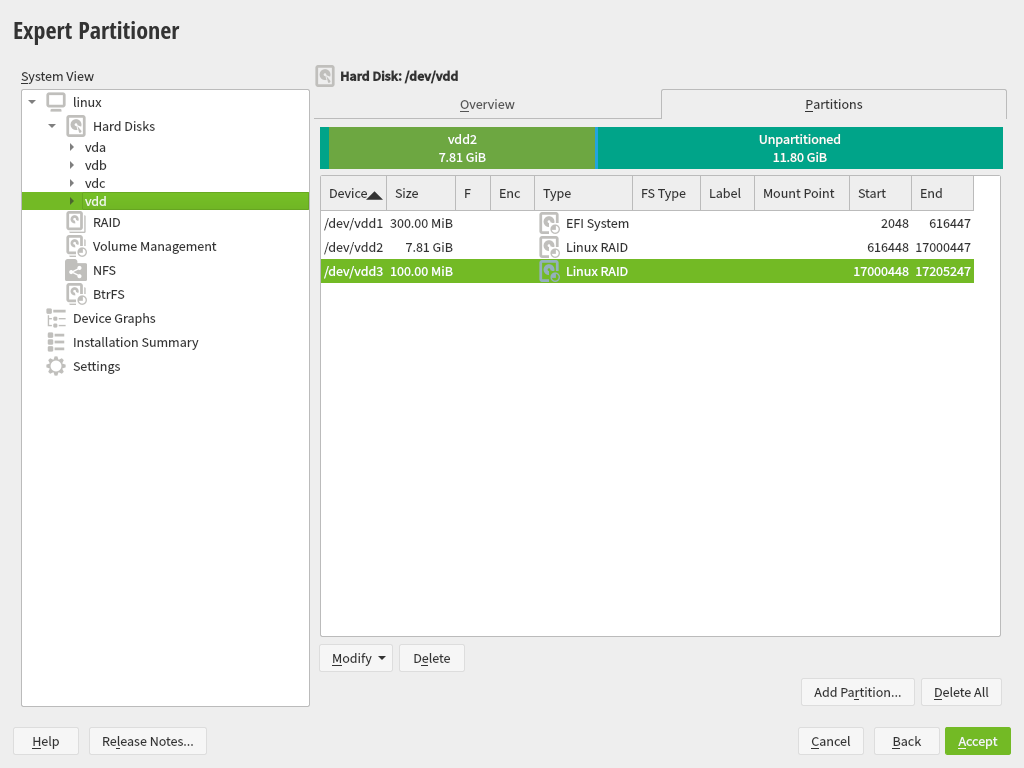 Expert Partitioner
System View
linux
Hard Disks
vda
vdb
vdc
vdd
RAID
Volume Management
NFS
BtrFS
Device Graphs
Installation Summary
Settings
Hard Disk: /dev/vdd
Overview Partitions
vdd2 Unpartitioned
7.81 GiB 11.80 GiB
Device Size F Enc Type FS Type Label Mount Point Start End
/dev/vdd1 300.00 MiB EFI System 2048 616447
/dev/vdd2 7.81 GiB Linux RAID 616448 17000447
/dev/vdd3 100.00 MiB Linux RAID 17000448 17205247
Modify Delete
Add Partition... Delete All
Help Release Notes... Cancel Back Accept